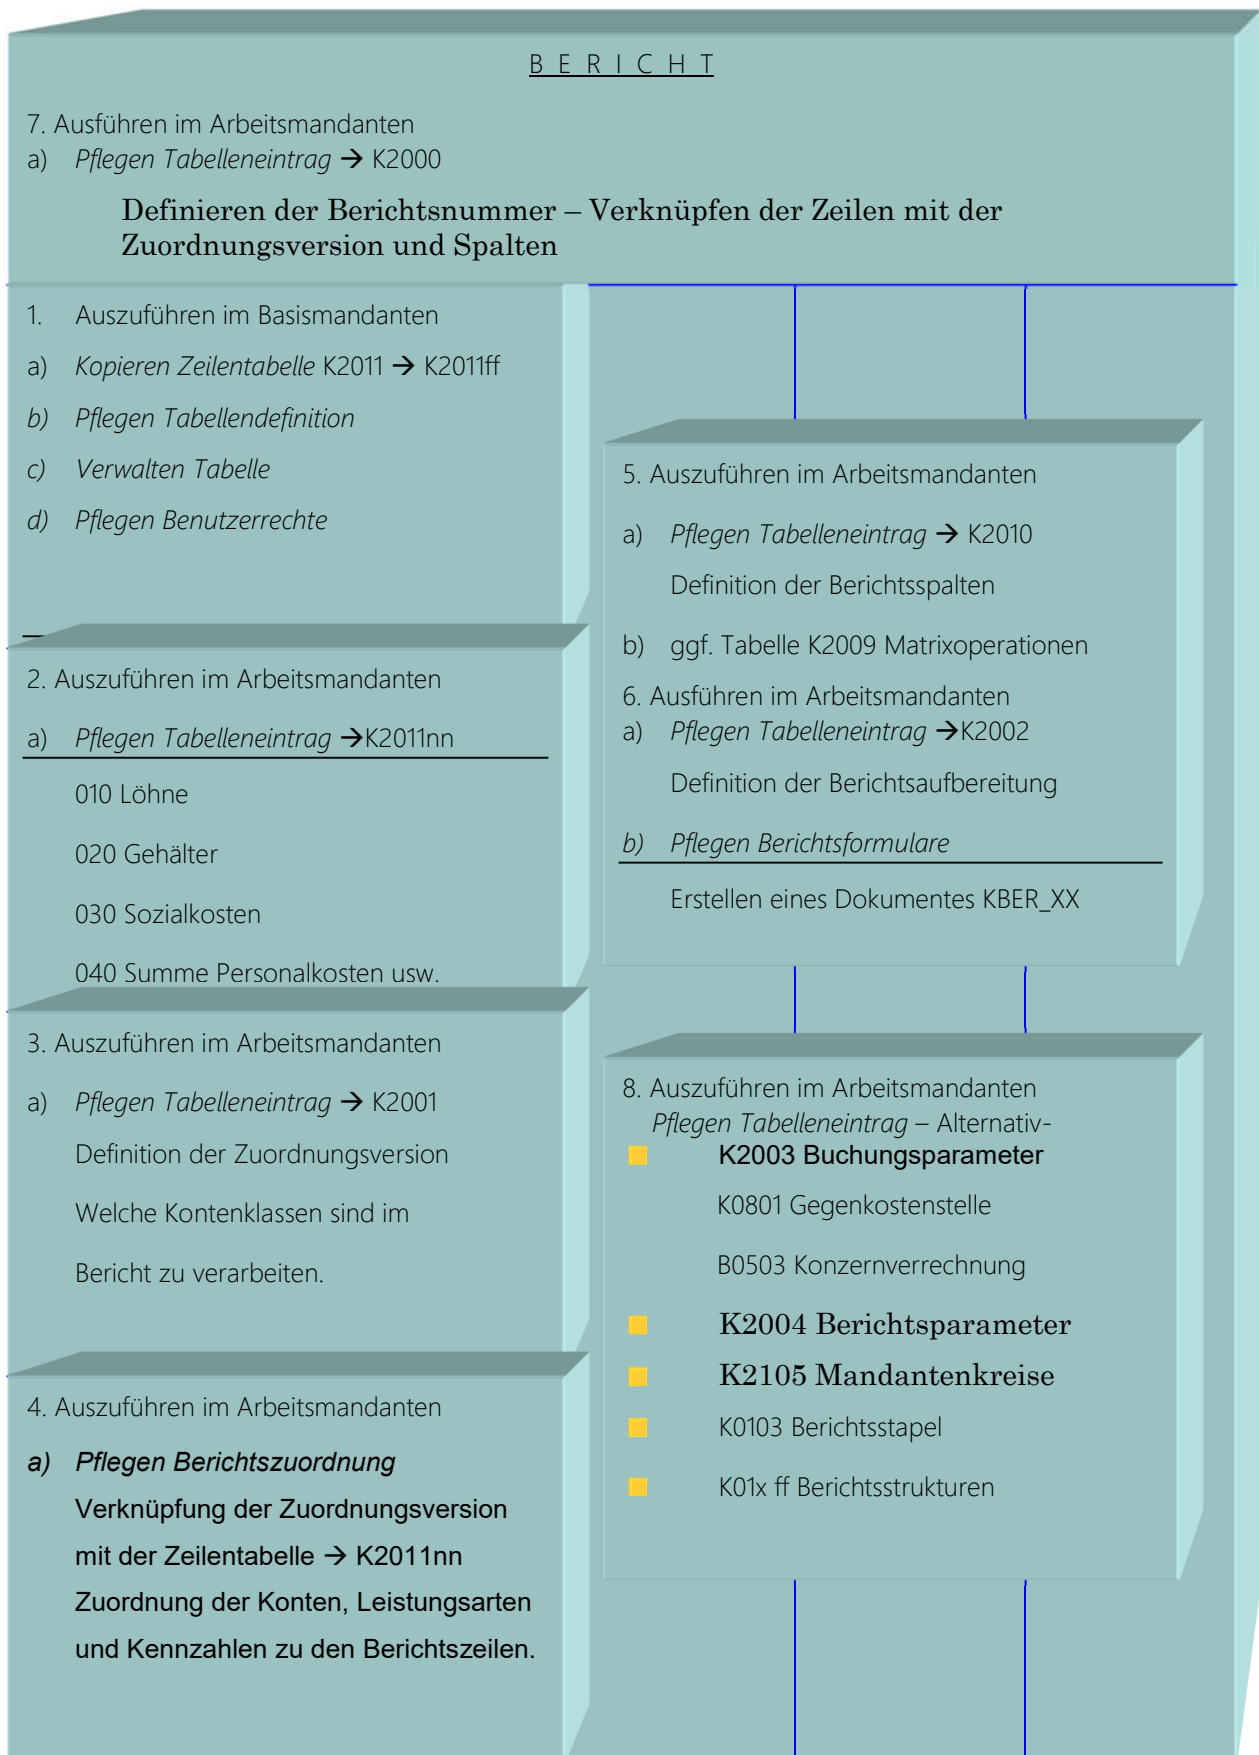 B E R I C H T
7. Ausführen im Arbeitsmandanten
a) Pflegen Tabelleneintrag → K2000
Definieren der Berichtsnummer – Verknüpfen der Zeilen mit der
Zuordnungsversion und Spalten
1. Auszuführen im Basismandanten
a) Kopieren Zeilentabelle K2011 → K2011ff
b) Pflegen Tabellendefinition
c) Verwalten Tabelle
d) Pflegen Benutzerrechte
2. Auszuführen im Arbeitsmandanten
a) Pflegen Tabelleneintrag →K2011nn
010 Löhne
020 Gehälter
030 Sozialkosten
040 Summe Personalkosten usw.
3. Auszuführen im Arbeitsmandanten
a) Pflegen Tabelleneintrag → K2001
Definition der Zuordnungsversion
Welche Kontenklassen sind im
Bericht zu verarbeiten.
4. Auszuführen im Arbeitsmandanten
a) Pflegen Berichtszuordnung
Verknüpfung der Zuordnungsversion
mit der Zeilentabelle → K2011nn
Zuordnung der Konten, Leistungsarten
und Kennzahlen zu den Berichtszeilen.
5. Auszuführen im Arbeitsmandanten
a) Pflegen Tabelleneintrag → K2010
Definition der Berichtsspalten
b) ggf. Tabelle K2009 Matrixoperationen
6. Ausführen im Arbeitsmandanten
a) Pflegen Tabelleneintrag →K2002
Definition der Berichtsaufbereitung
b) Pflegen Berichtsformulare
Erstellen eines Dokumentes KBER_XX
8. Auszuführen im Arbeitsmandanten
Pflegen Tabelleneintrag – Alternativ-
K2003 Buchungsparameter
K0801 Gegenkostenstelle
B0503 Konzernverrechnung
K2004 Berichtsparameter
K2105 Mandantenkreise
K0103 Berichtsstapel
K01x ff Berichtsstrukturen